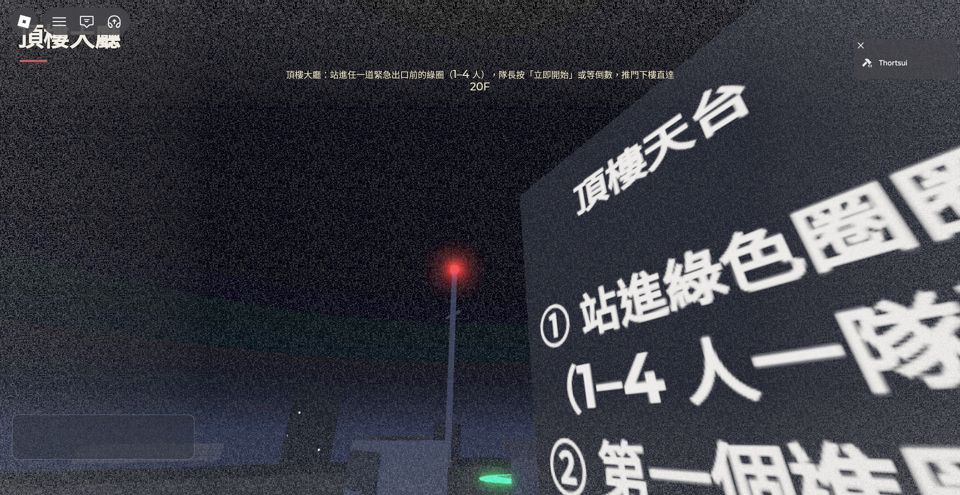 頂樓大廳
頂樓大廳：站進任一道緊急出口前的綠圈（1–4 人），隊長按「立即開始」或等倒數，推門下樓直達
20F
Thortsui
頂樓天台
① 站進綠色圈圈
(1–4 人一隊
② 第一個進